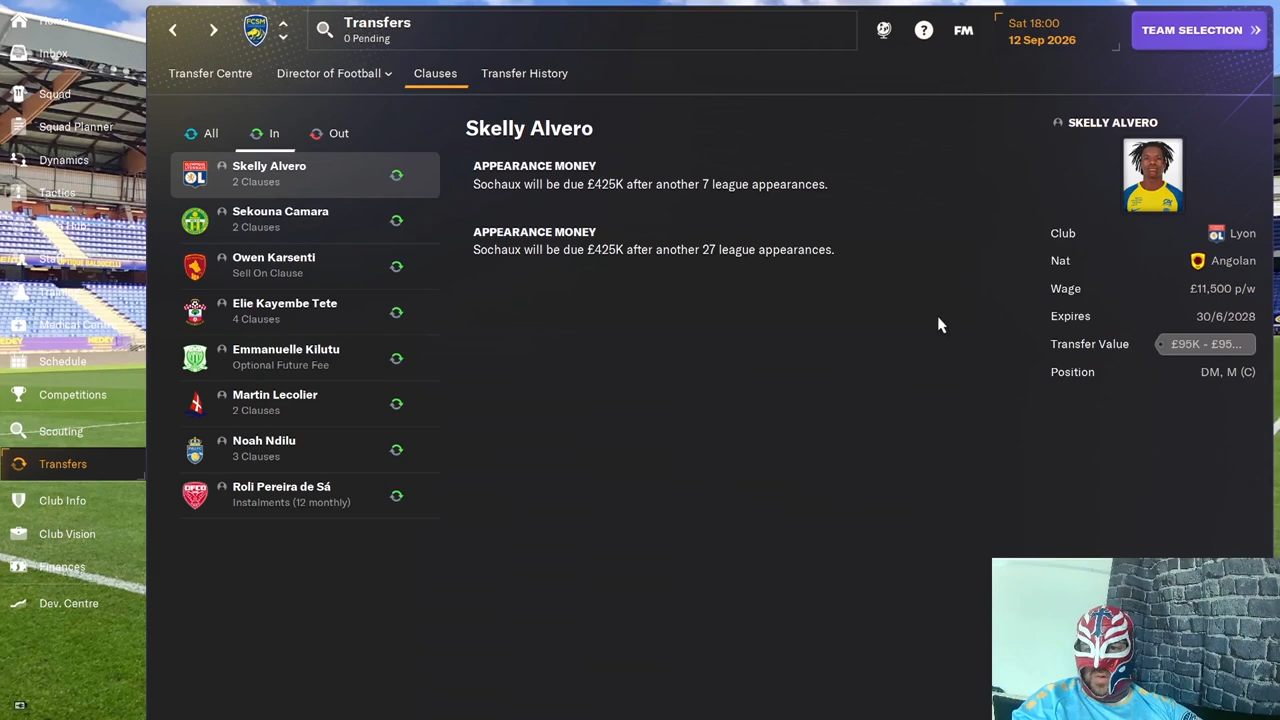 Transfers
0 Pending
Sat 18:00
12 Sep 2026
FM
TEAM SELECTION
Transfer Centre
Director of Football
Clauses
Transfer History
Home
Inbox
Squad
Squad Planner
Dynamics
Tactics
Schedule
Competitions
Scouting
Transfers
Club Info
Club Vision
Finances
Dev. Centre
All
In
Out
Skelly Alvero
2 Clauses
Sekouna Camara
2 Clauses
Owen Karsenti
Sell On Clause
Elie Kayembe Tete
4 Clauses
Emmanuelle Kilutu
Optional Future Fee
Martin Lecolier
2 Clauses
Noah Ndilu
3 Clauses
Roli Pereira de Sá
Instalments (12 monthly)
Skelly Alvero
APPEARANCE MONEY
Sochaux will be due £425K after another 7 league appearances.
APPEARANCE MONEY
Sochaux will be due £425K after another 27 league appearances.
SKELLY ALVERO
Club Lyon
Nat Angolan
Wage £11,500 p/w
Expires 30/6/2028
Transfer Value £95K - £95...
Position DM, M (C)